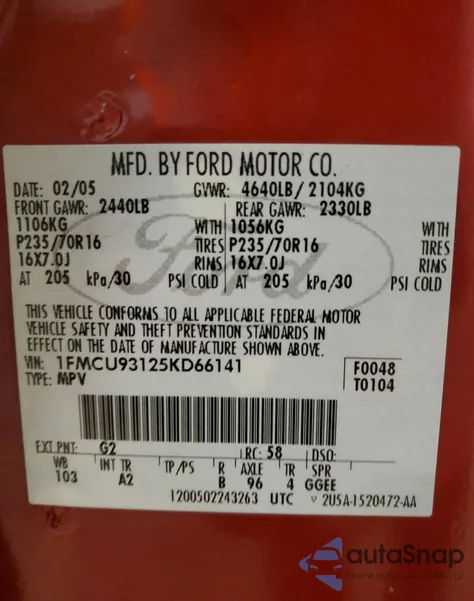 MFD. BY FORD MOTOR CO.
DATE: 02/05 GVWR: 4640LB/ 2104KG
FRONT GAWR: 2440LB REAR GAWR: 2330LB
1106KG WITH 1056KG WITH
P235/70R16 TIRES P235/70R16 TIRES
16X7.0J RIMS 16X7.0J RIMS
AT 205 kPa/30 PSI COLD AT 205 kPa/30 PSI COLD
THIS VEHICLE CONFORMS TO ALL APPLICABLE FEDERAL MOTOR
VEHICLE SAFETY AND THEFT PREVENTION STANDARDS IN
EFFECT ON THE DATE OF MANUFACTURE SHOWN ABOVE.
VIN: 1FMCU93125KD66141 F0048
TYPE: MPV T0104
EXT PNT: G2 RC: 58 DSO:
WB INT TR TP/PS R AXLE TR SPR
103 A2 B 96 4 GGEE
1200502243263 UTC 2U5A-1520472-AA
Ford
autaSnap